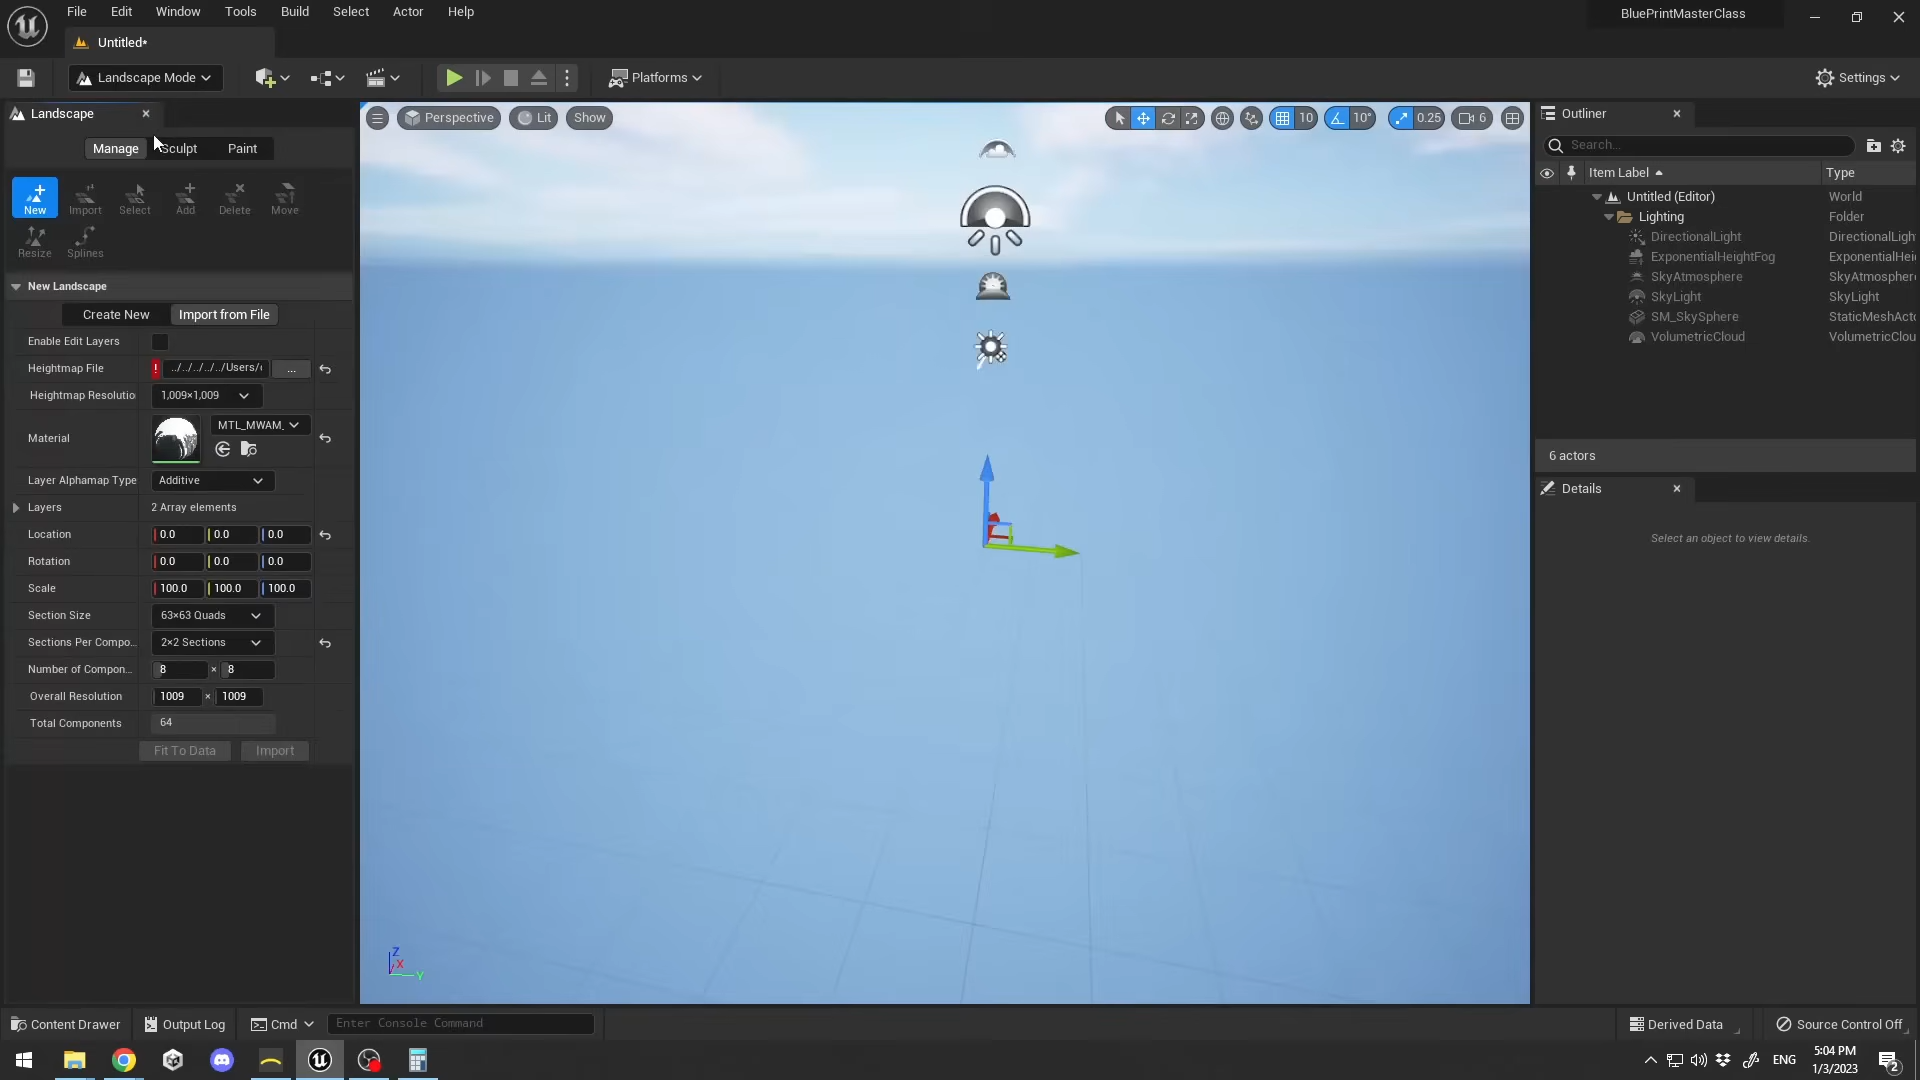 File Edit Window Tools Build Select Actor Help
BluePrintMasterClass
Untitled*
Landscape Mode
Platforms
Settings
Landscape
Perspective Lit Show
10 10° 0.25 6
Outliner
Manage Sculpt Paint
Search...
Item Label Type
New Import Select Add Delete Move
Resize Splines
Untitled (Editor) World
Lighting Folder
DirectionalLight DirectionalLigh
ExponentialHeightFog ExponentialHei
SkyAtmosphere SkyAtmosphere
SkyLight SkyLight
SM_SkySphere StaticMeshActo
VolumetricCloud VolumetricClou
6 actors
Details
Select an object to view details.
New Landscape
Create New Import from File
Enable Edit Layers
Heightmap File ! ../../../../../Users/ ...
Heightmap Resolutio 1,009×1,009
Material MTL_MWAM_
Layer Alphamap Type Additive
Layers 2 Array elements
Location 0.0 0.0 0.0
Rotation 0.0 0.0 0.0
Scale 100.0 100.0 100.0
Section Size 63×63 Quads
Sections Per Compo... 2×2 Sections
Number of Compon... 8 × 8
Overall Resolution 1009 × 1009
Total Components 64
Fit To Data Import
Z
X
Y
Content Drawer Output Log Cmd Enter Console Command Derived Data Source Control Off
ENG 5:04 PM
1/3/2023
2